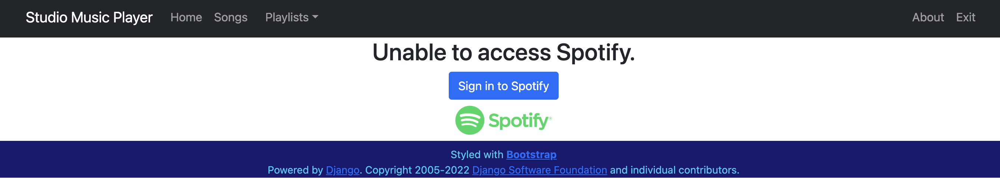 Studio Music Player Home Songs Playlists About Exit
Unable to access Spotify.
Sign in to Spotify
Spotify®
Styled with Bootstrap
Powered by Django. Copyright 2005-2022 Django Software Foundation and individual contributors.